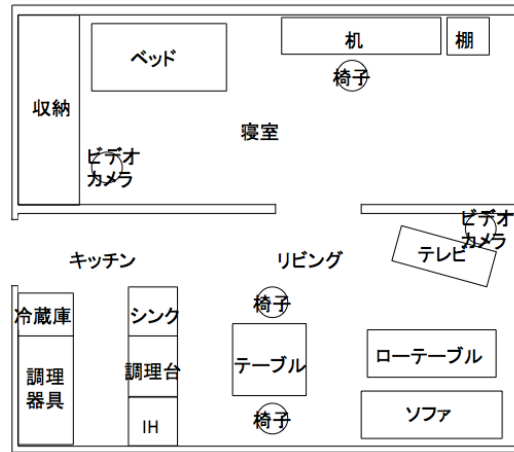 ベッド
机
棚
椅子
収納
寝室
ビデオ
カメラ
ビデオ
カメラ
テレビ
キッチン
リビング
冷蔵庫
シンク
椅子
調理
器具
調理台
テーブル
ローテーブル
IH
椅子
ソファ